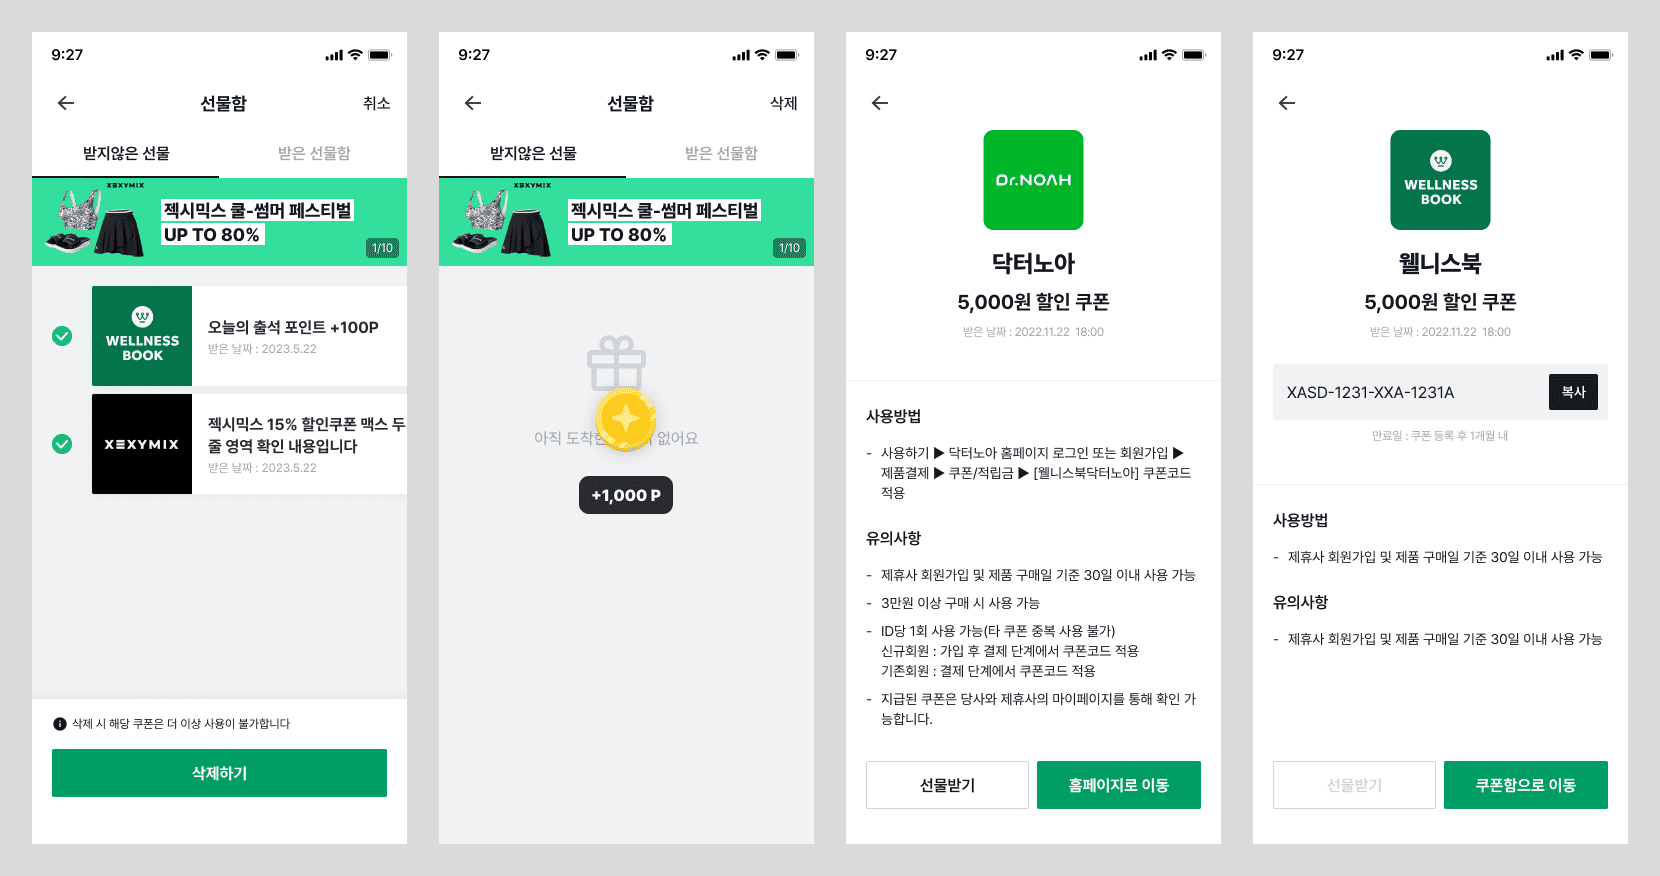 9:27
선물함
취소
받지않은 선물
받은 선물함
XEXYMIX
젝시믹스 쿨-썸머 페스티벌
UP TO 80%
1/10
WELLNESS
BOOK
오늘의 출석 포인트 +100P
받은 날짜 : 2023.5.22
XEXYMIX
젝시믹스 15% 할인쿠폰 맥스 두
줄 영역 확인 내용입니다
받은 날짜 : 2023.5.22
삭제 시 해당 쿠폰은 더 이상 사용이 불가합니다
삭제하기
9:27
선물함
삭제
받지않은 선물
받은 선물함
XEXYMIX
젝시믹스 쿨-썸머 페스티벌
UP TO 80%
1/10
아직 도착한 없어요
+1,000 P
9:27
Dr.NOAH
닥터노아
5,000원 할인 쿠폰
받은 날짜 : 2022.11.22 18:00
사용방법
- 사용하기 ▶ 닥터노아 홈페이지 로그인 또는 회원가입 ▶
제품결제 ▶ 쿠폰/적립금 ▶ [웰니스북닥터노아] 쿠폰코드
적용
유의사항
- 제휴사 회원가입 및 제품 구매일 기준 30일 이내 사용 가능
- 3만원 이상 구매 시 사용 가능
- ID당 1회 사용 가능(타 쿠폰 중복 사용 불가)
신규회원 : 가입 후 결제 단계에서 쿠폰코드 적용
기존회원 : 결제 단계에서 쿠폰코드 적용
- 지급된 쿠폰은 당사와 제휴사의 마이페이지를 통해 확인 가
능합니다.
선물받기
홈페이지로 이동
9:27
WELLNESS
BOOK
웰니스북
5,000원 할인 쿠폰
받은 날짜 : 2022.11.22 18:00
XASD-1231-XXA-1231A
복사
만료일 : 쿠폰 등록 후 1개월 내
사용방법
- 제휴사 회원가입 및 제품 구매일 기준 30일 이내 사용 가능
유의사항
- 제휴사 회원가입 및 제품 구매일 기준 30일 이내 사용 가능
선물받기
쿠폰함으로 이동